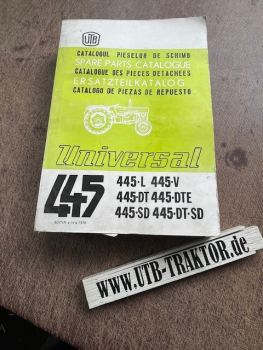 UTB
CATALOGUL PIESELOR DE SCHIMB
SPARE PARTS CATALOGUE
CATALOGUE DES PIECES DETACHEES
ERSATZTEILKATALOG
CATALOGO DE PIEZAS DE REPUESTO
Universal
445
445-L 445-V
445-DT 445-DTE
445-SD 445-DT-SD
WWW.UTB-TRAKTOR.de